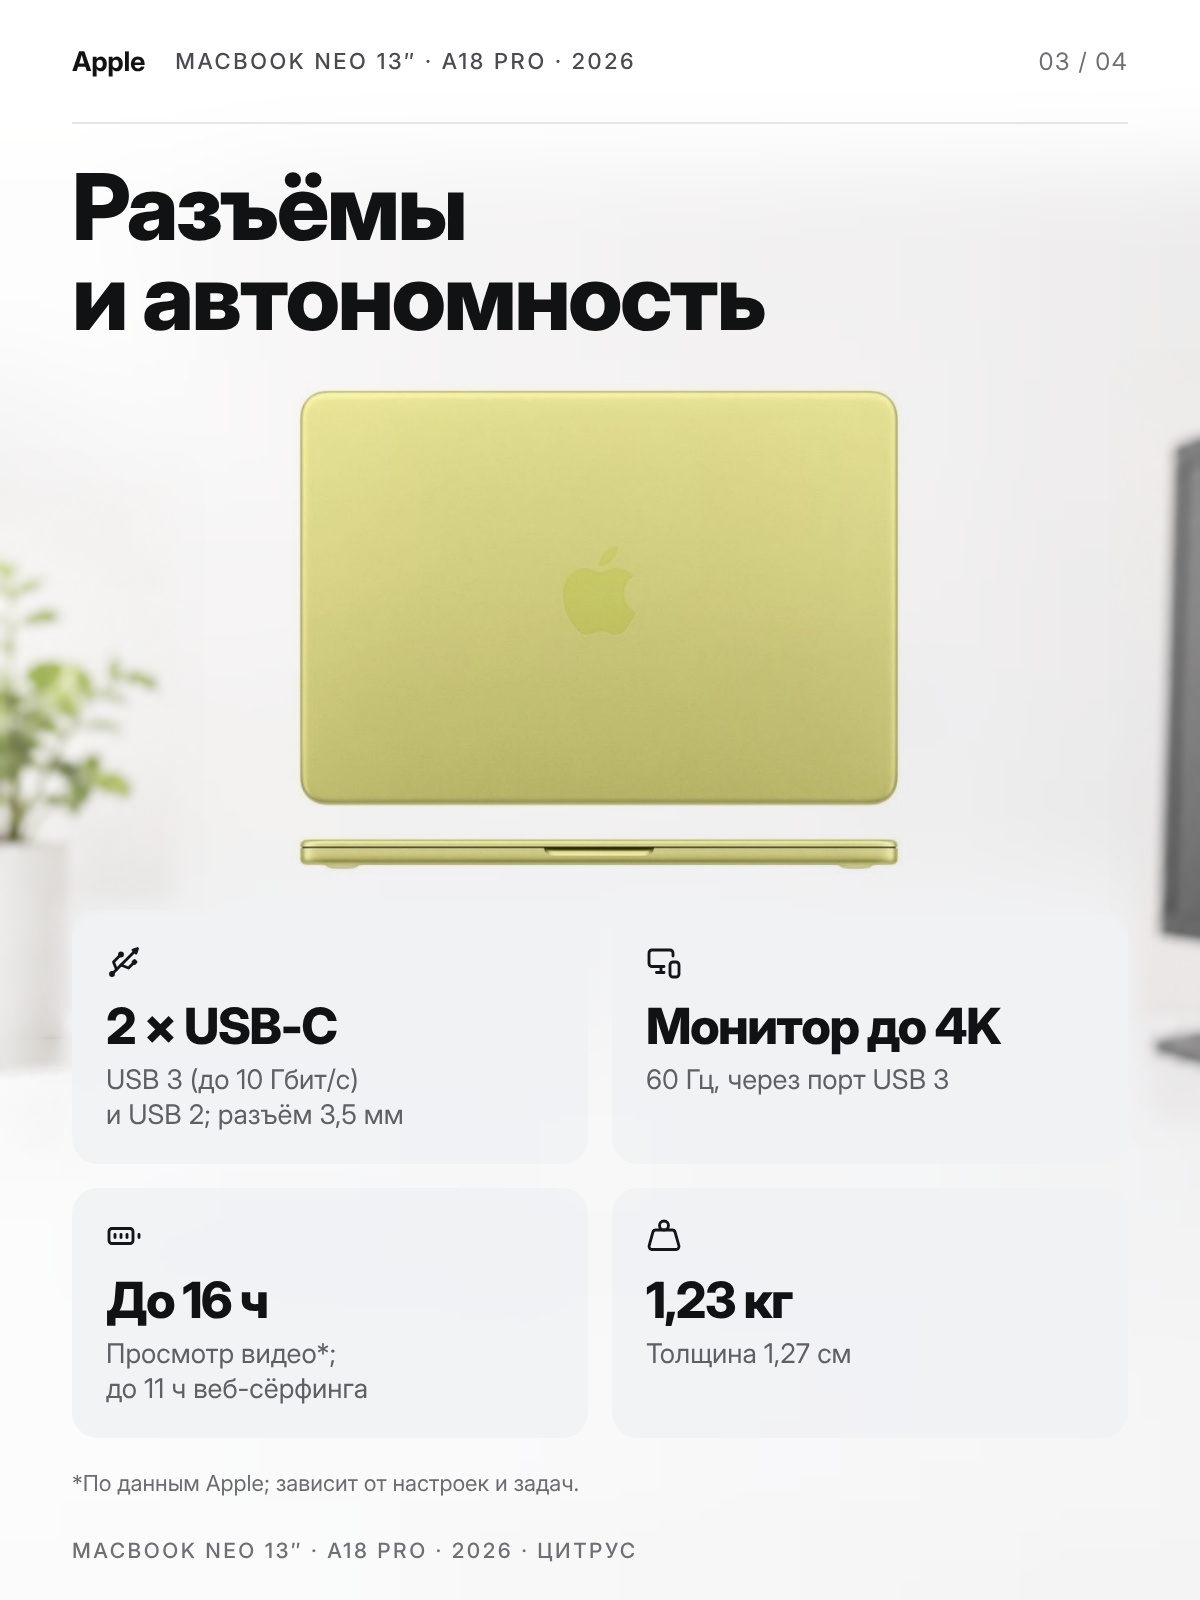 Apple MACBOOK NEO 13″ · A18 PRO · 2026 03 / 04
Разъёмы
и автономность
2 × USB-C
USB 3 (до 10 Гбит/с)
и USB 2; разъём 3,5 мм
Монитор до 4K
60 Гц, через порт USB 3
До 16 ч
Просмотр видео*;
до 11 ч веб-сёрфинга
1,23 кг
Толщина 1,27 см
*По данным Apple; зависит от настроек и задач.
MACBOOK NEO 13″ · A18 PRO · 2026 · ЦИТРУС